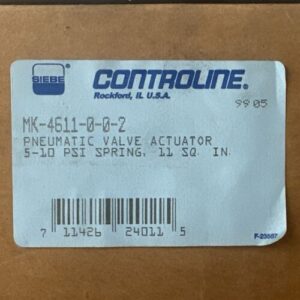 SIEBE
CONTROLINE.
Rockford, IL U.S.A.
99 05
MK-4611-0-0-2
PNEUMATIC VALVE ACTUATOR
5-10 PSI SPRING, 11 SQ. IN.
7 11426 24011 5
F-23557